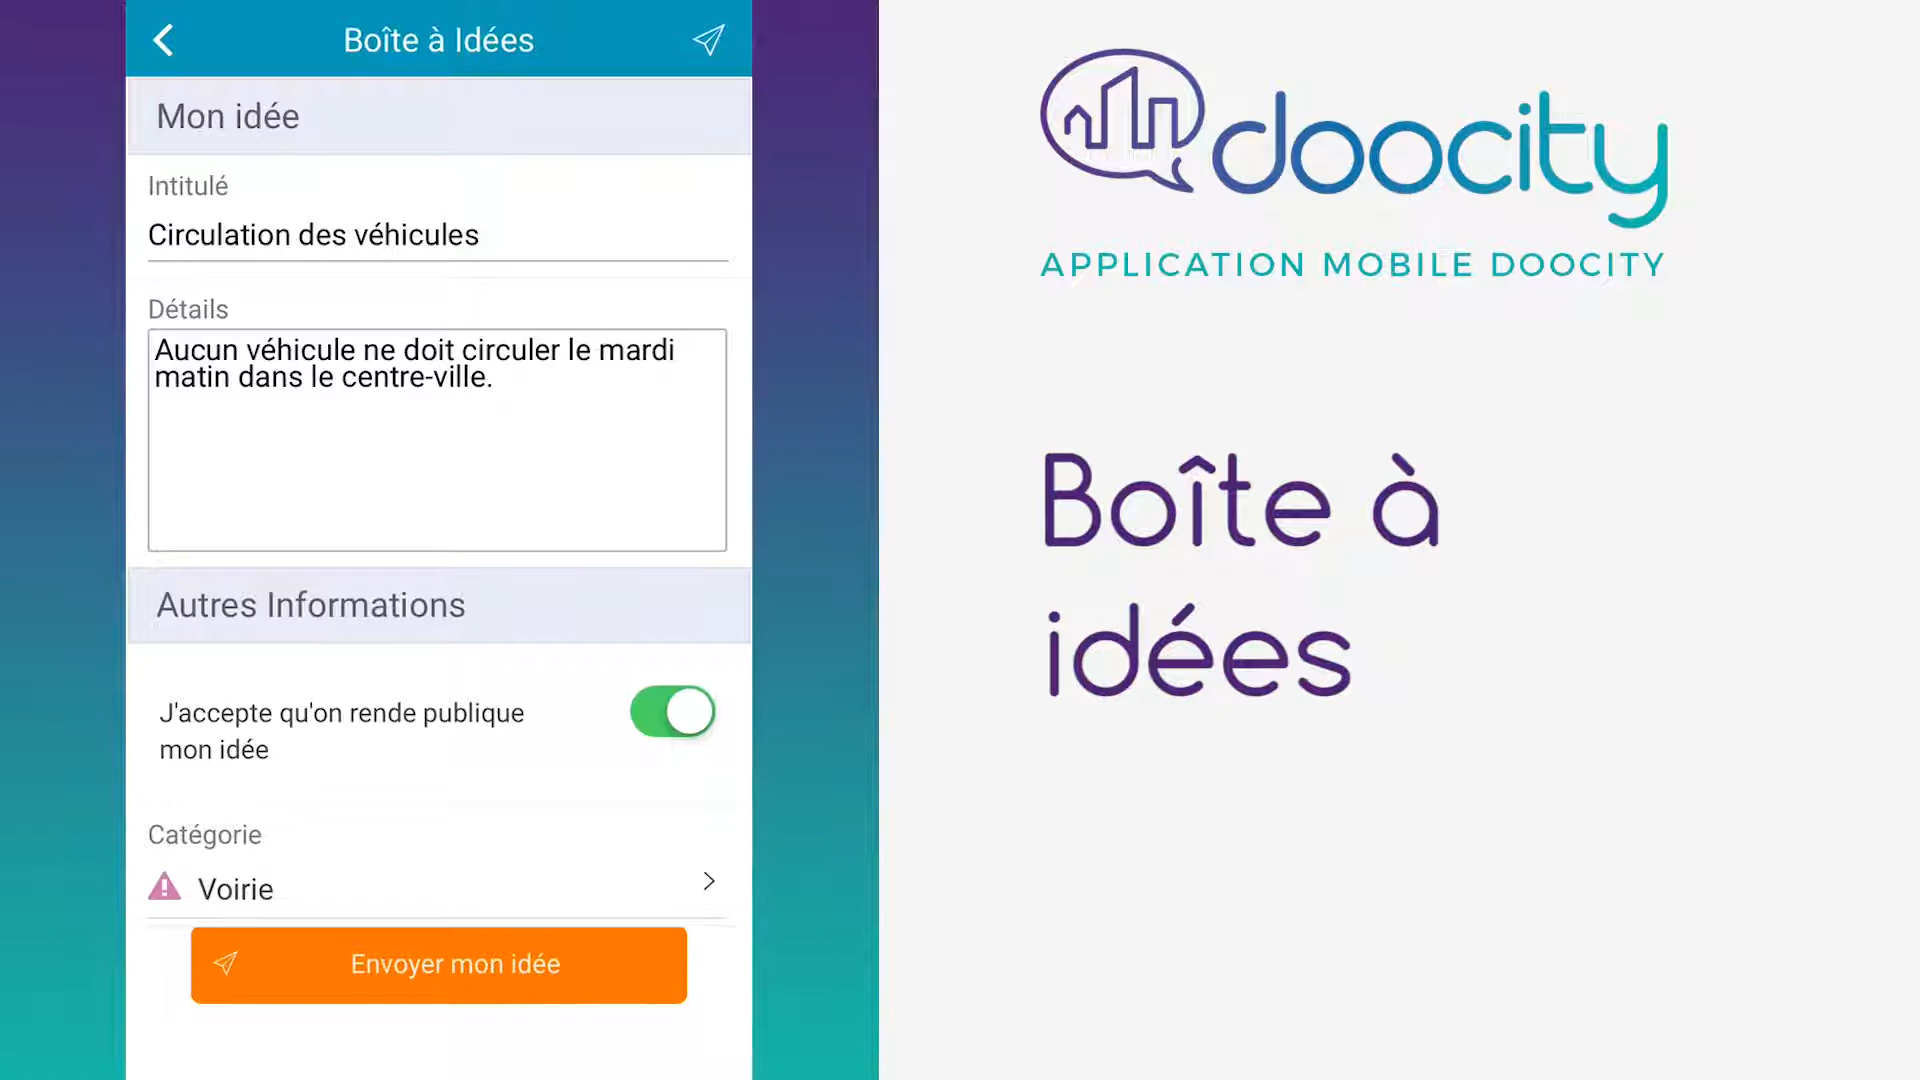 Boîte à Idées
Mon idée
Intitulé
Circulation des véhicules
Détails
Aucun véhicule ne doit circuler le mardi
matin dans le centre-ville.
Autres Informations
J'accepte qu'on rende publique
mon idée
Catégorie
Voirie
Envoyer mon idée
doocity
APPLICATION MOBILE DOOCITY
Boîte à
idées